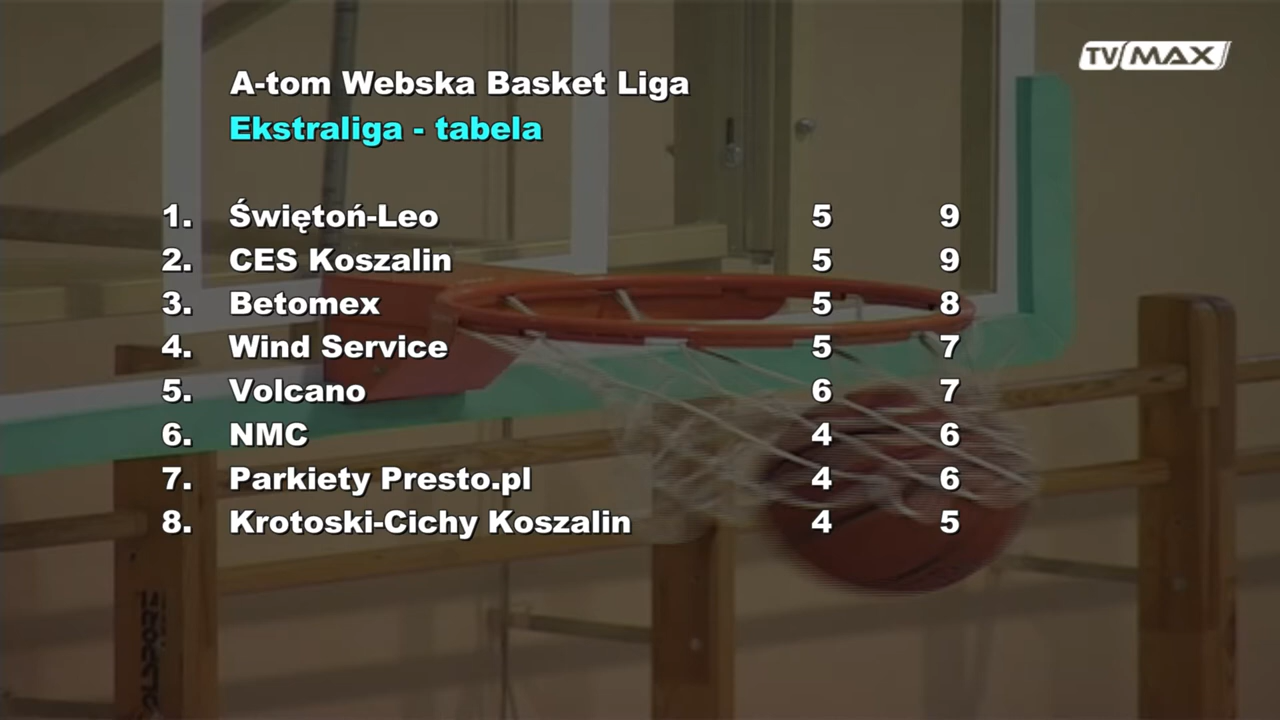 TV MAX
A-tom Webska Basket Liga
Ekstraliga - tabela
1. Świętoń-Leo 5 9
2. CES Koszalin 5 9
3. Betomex 5 8
4. Wind Service 5 7
5. Volcano 6 7
6. NMC 4 6
7. Parkiety Presto.pl 4 6
8. Krotoski-Cichy Koszalin 4 5